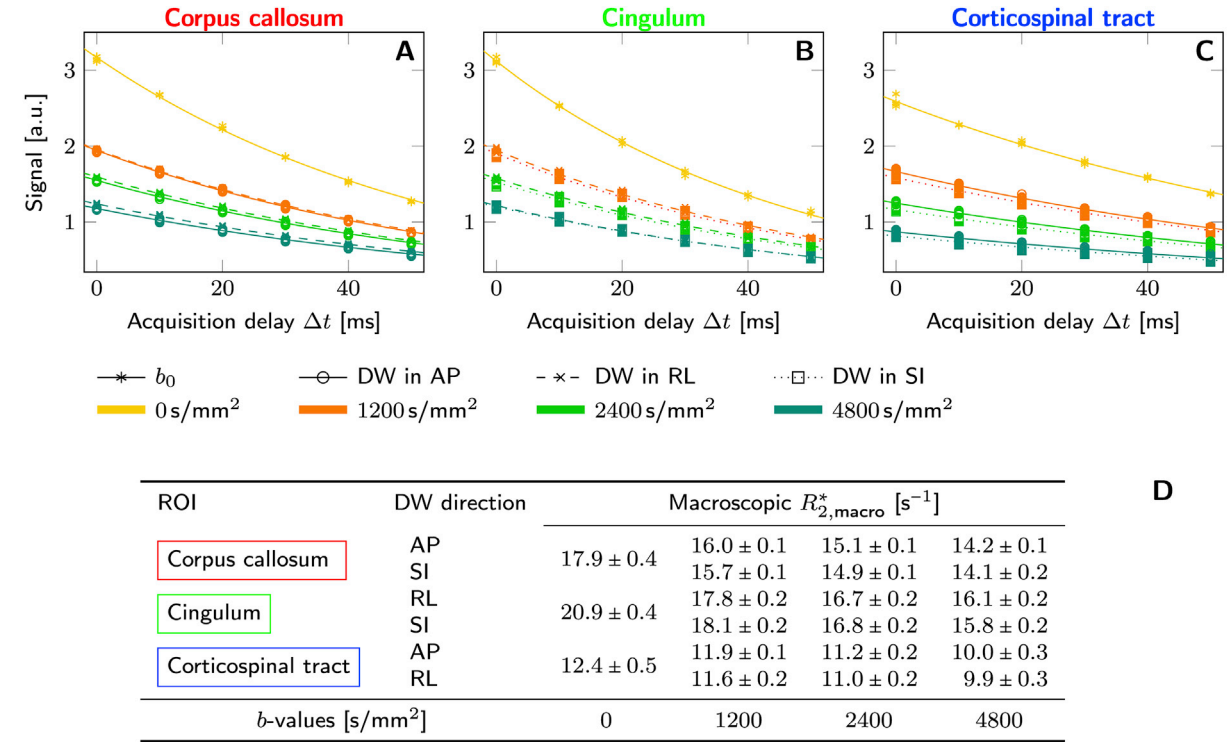 Corpus callosum Cingulum Corticospinal tract
A B C
Signal [a.u.]
3 3 3
2 2 2
1 1 1
0 20 40 0 20 40 0 20 40
Acquisition delay Δt [ms] Acquisition delay Δt [ms] Acquisition delay Δt [ms]
b₀ DW in AP DW in RL DW in SI
0 s/mm² 1200 s/mm² 2400 s/mm² 4800 s/mm²
D
ROI DW direction Macroscopic R*₂,macro [s⁻¹]
Corpus callosum AP 17.9 ± 0.4 16.0 ± 0.1 15.1 ± 0.1 14.2 ± 0.1
SI 15.7 ± 0.1 14.9 ± 0.1 14.1 ± 0.2
Cingulum RL 20.9 ± 0.4 17.8 ± 0.2 16.7 ± 0.2 16.1 ± 0.2
SI 18.1 ± 0.2 16.8 ± 0.2 15.8 ± 0.2
Corticospinal tract AP 12.4 ± 0.5 11.9 ± 0.1 11.2 ± 0.2 10.0 ± 0.3
RL 11.6 ± 0.2 11.0 ± 0.2 9.9 ± 0.3
b-values [s/mm²] 0 1200 2400 4800